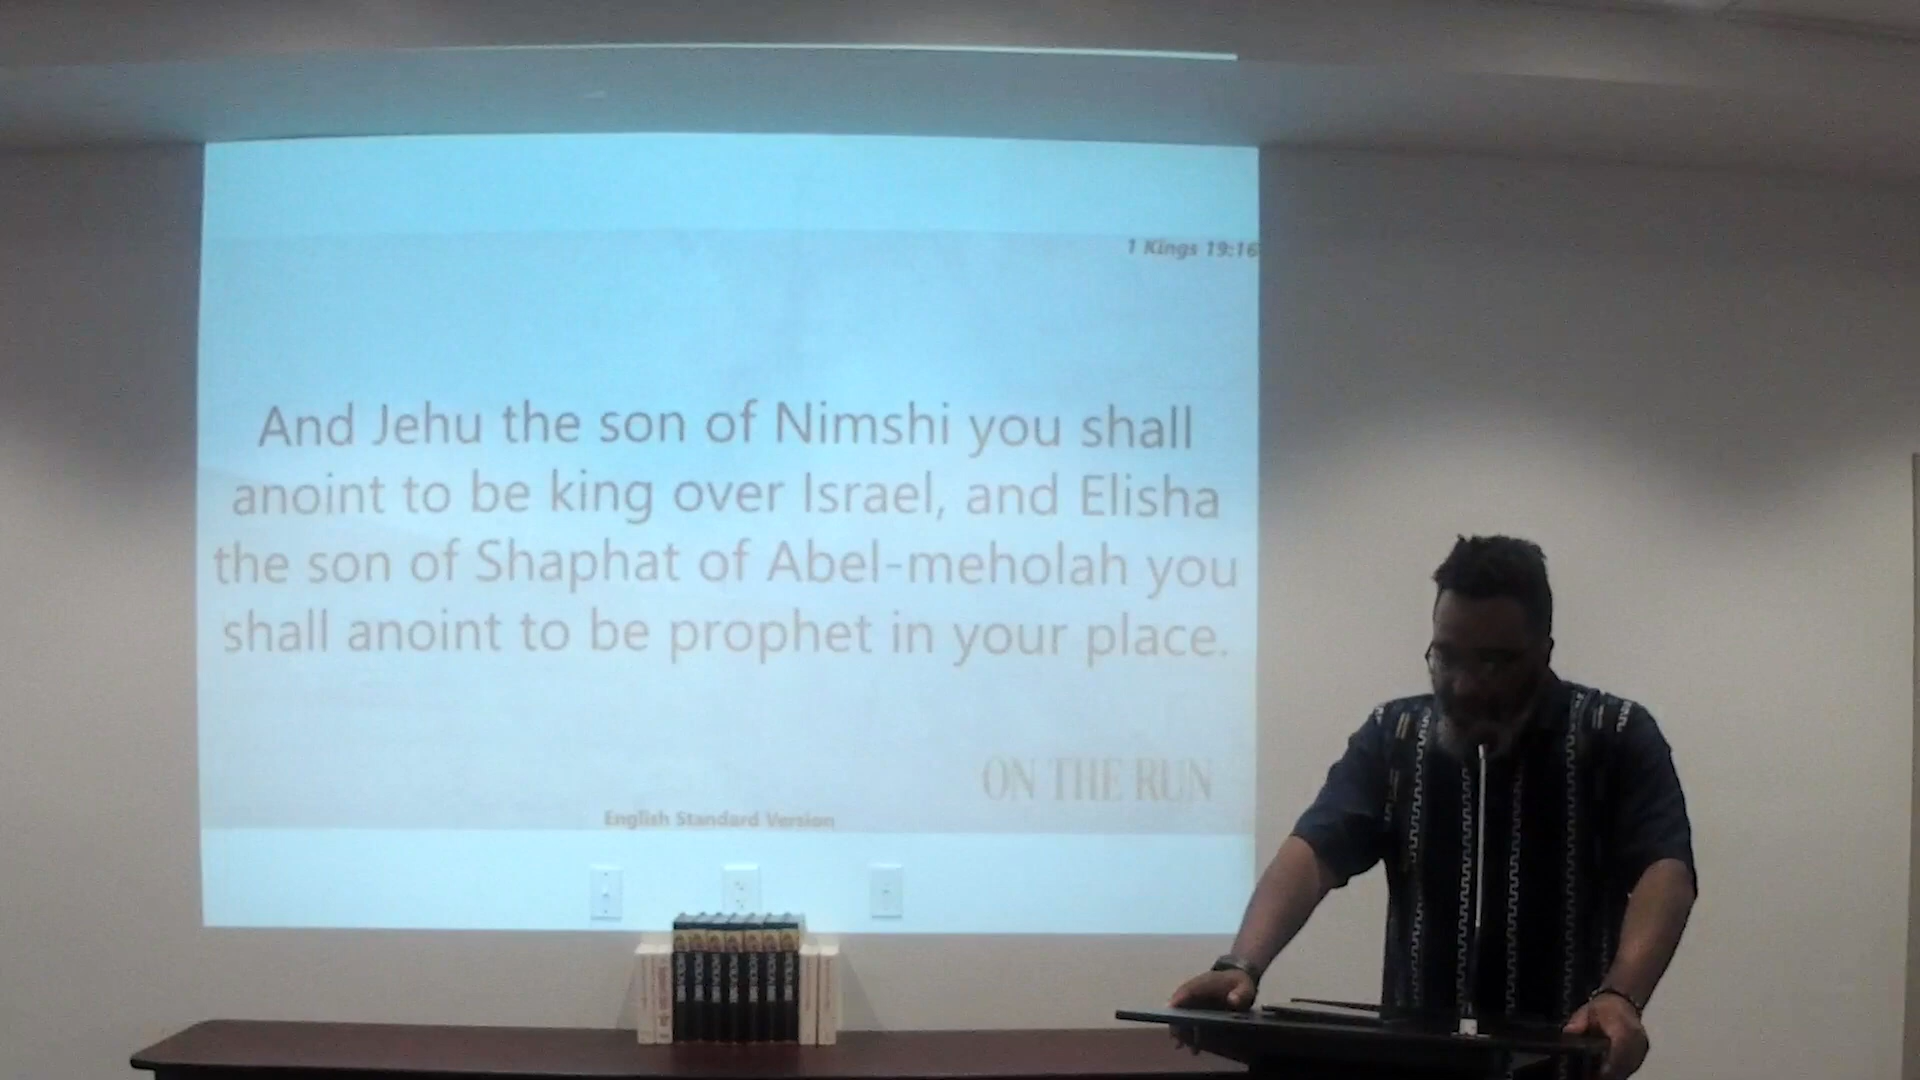 1 Kings 19:16
And Jehu the son of Nimshi you shall
anoint to be king over Israel, and Elisha
the son of Shaphat of Abel-meholah you
shall anoint to be prophet in your place.
ON THE RUN
English Standard Version